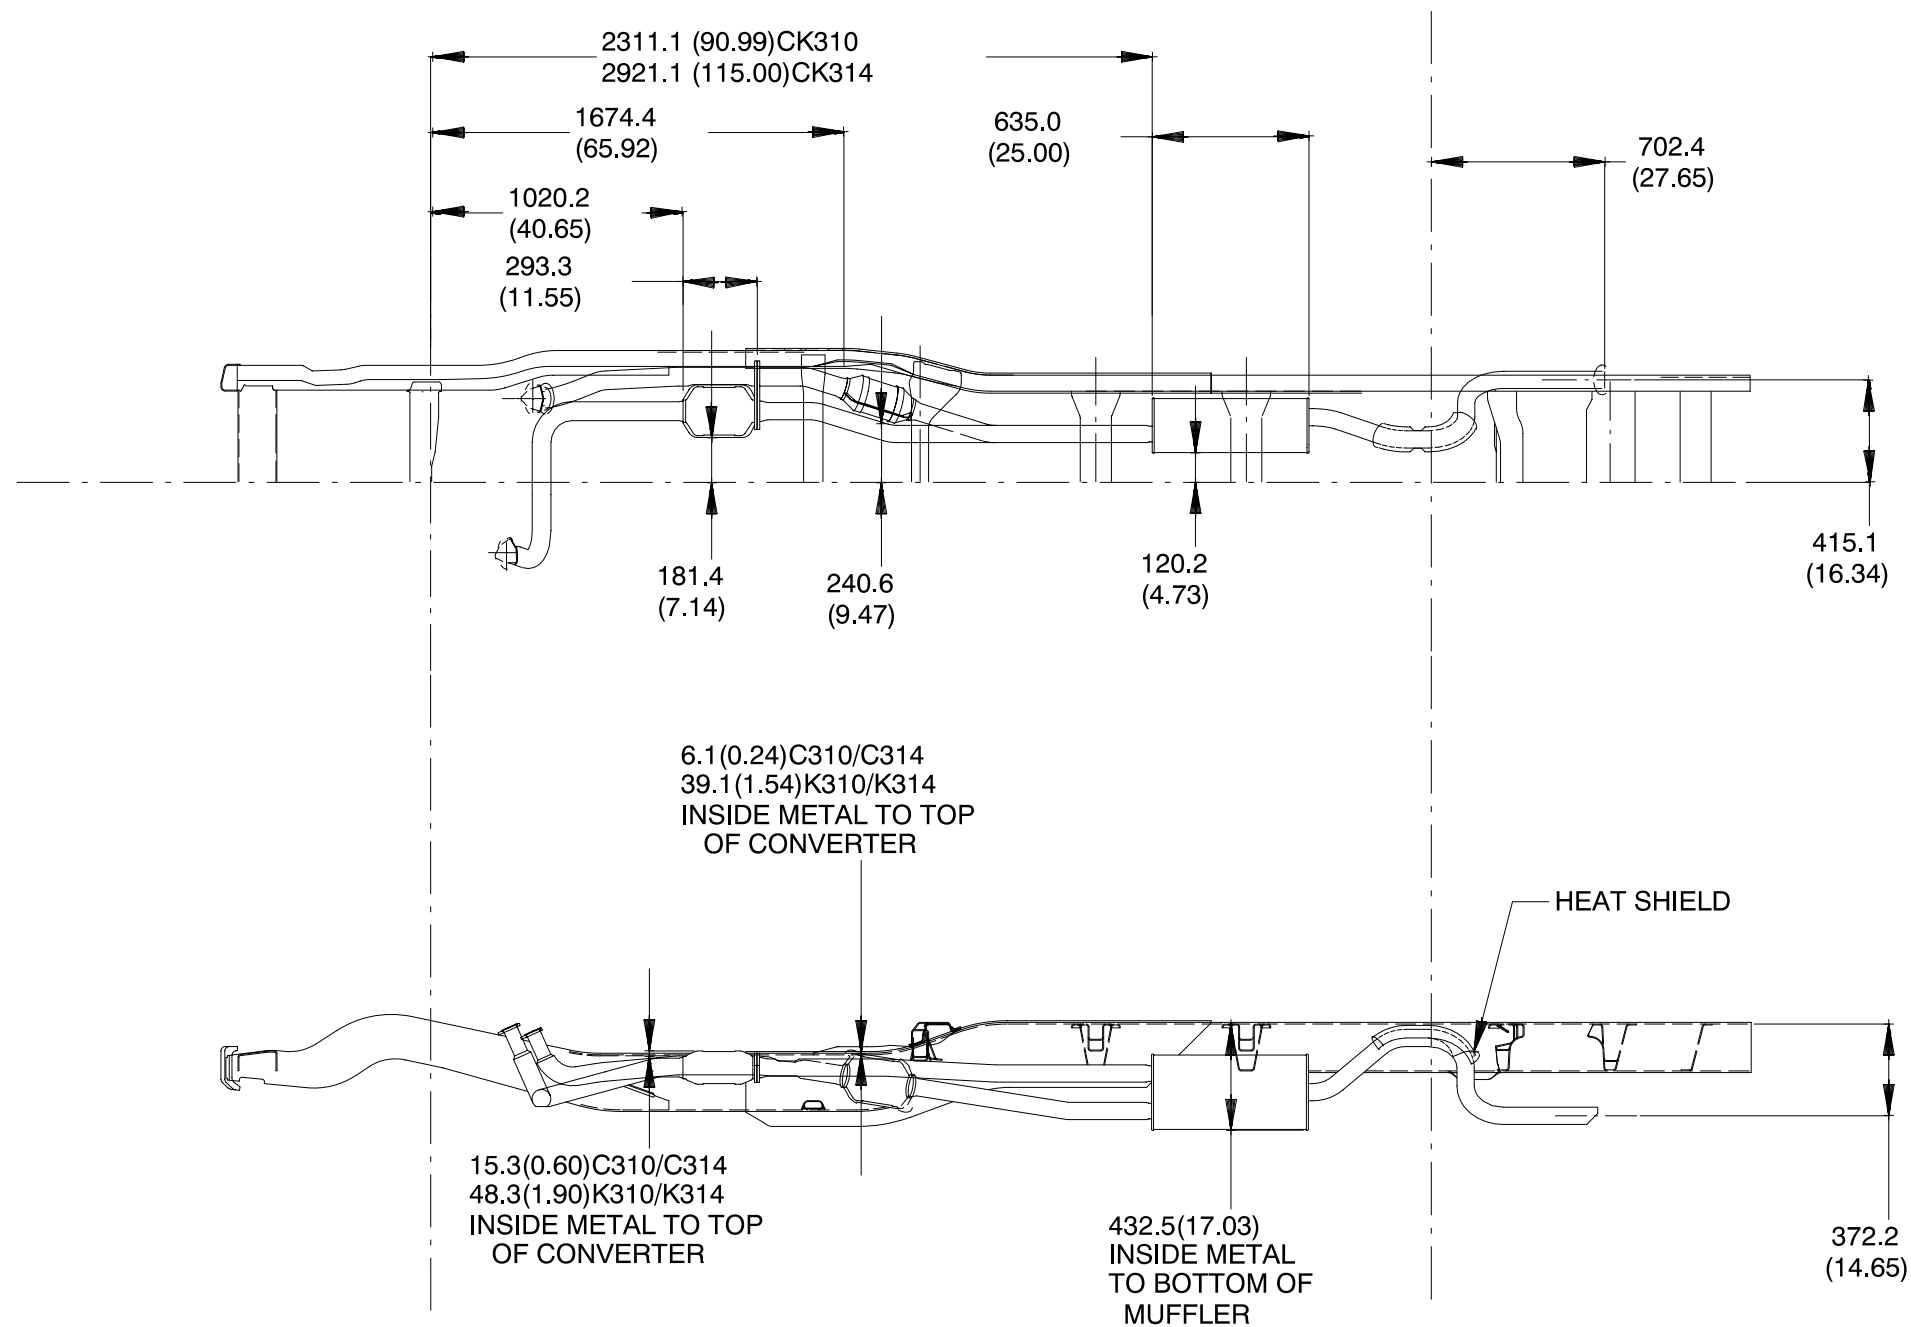 2311.1 (90.99)CK310
2921.1 (115.00)CK314
1674.4
(65.92)
635.0
(25.00)
702.4
(27.65)
1020.2
(40.65)
293.3
(11.55)
181.4
(7.14)
240.6
(9.47)
120.2
(4.73)
415.1
(16.34)
6.1(0.24)C310/C314
39.1(1.54)K310/K314
INSIDE METAL TO TOP
OF CONVERTER
HEAT SHIELD
15.3(0.60)C310/C314
48.3(1.90)K310/K314
INSIDE METAL TO TOP
OF CONVERTER
432.5(17.03)
INSIDE METAL
TO BOTTOM OF
MUFFLER
372.2
(14.65)